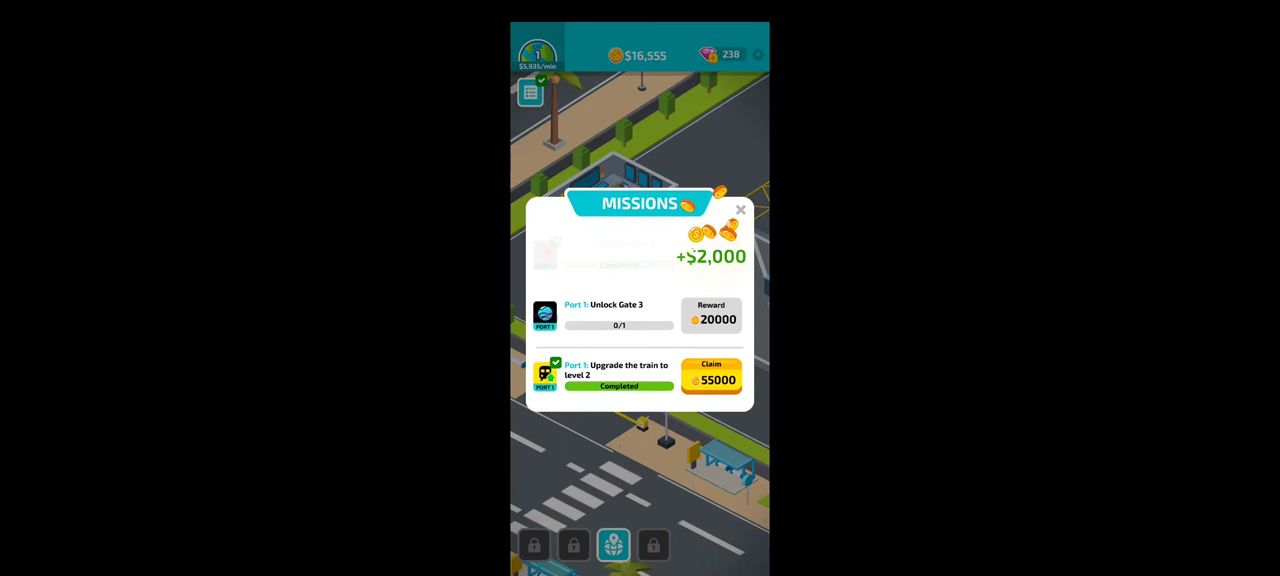 1
$5,935/min
$16,555
238
MISSIONS
+$2,000
Completed
Port 1: Unlock Gate 3
0/1
PORT 1
Reward
20000
Port 1: Upgrade the train to
level 2
Completed
PORT 1
Claim
55000